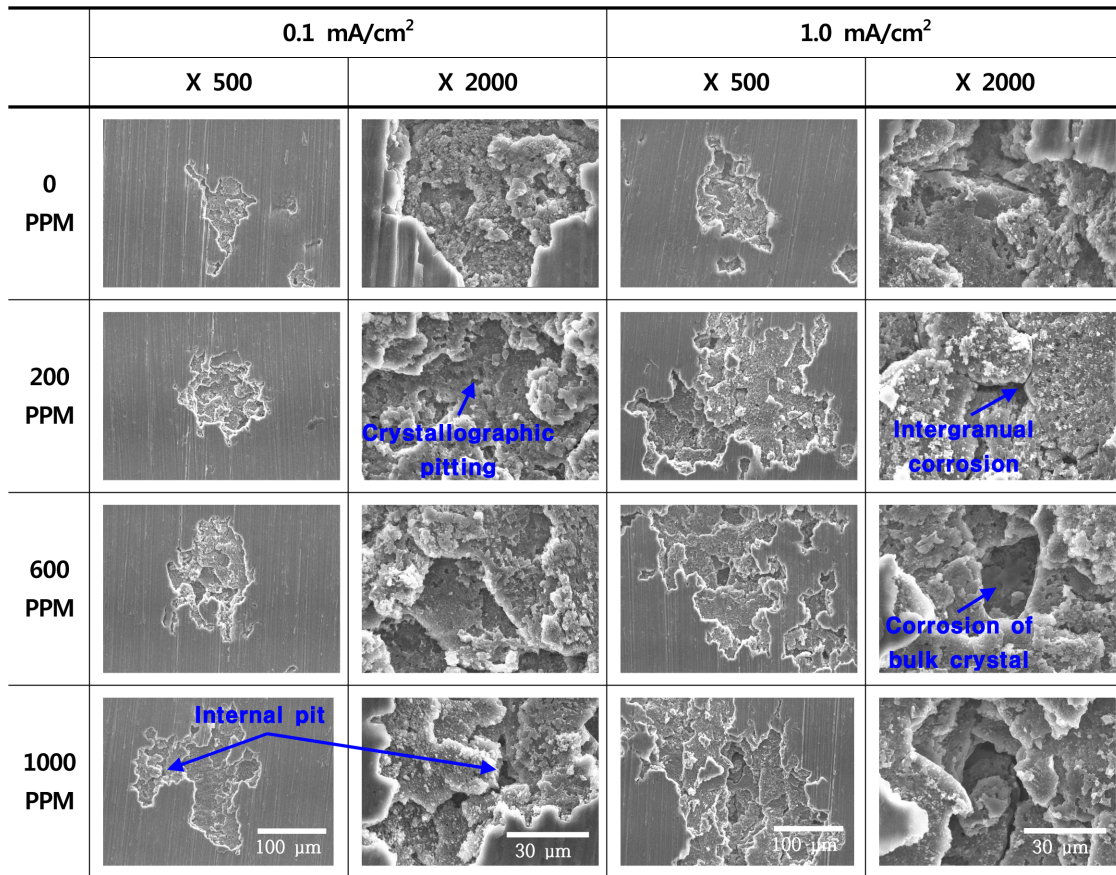 0.1 mA/cm²
1.0 mA/cm²
X 500
X 2000
X 500
X 2000
0
PPM
200
PPM
Crystallographic
pitting
Intergranual
corrosion
600
PPM
Corrosion of
bulk crystal
1000
PPM
Internal pit
100 μm
30 μm
100 μm
30 μm